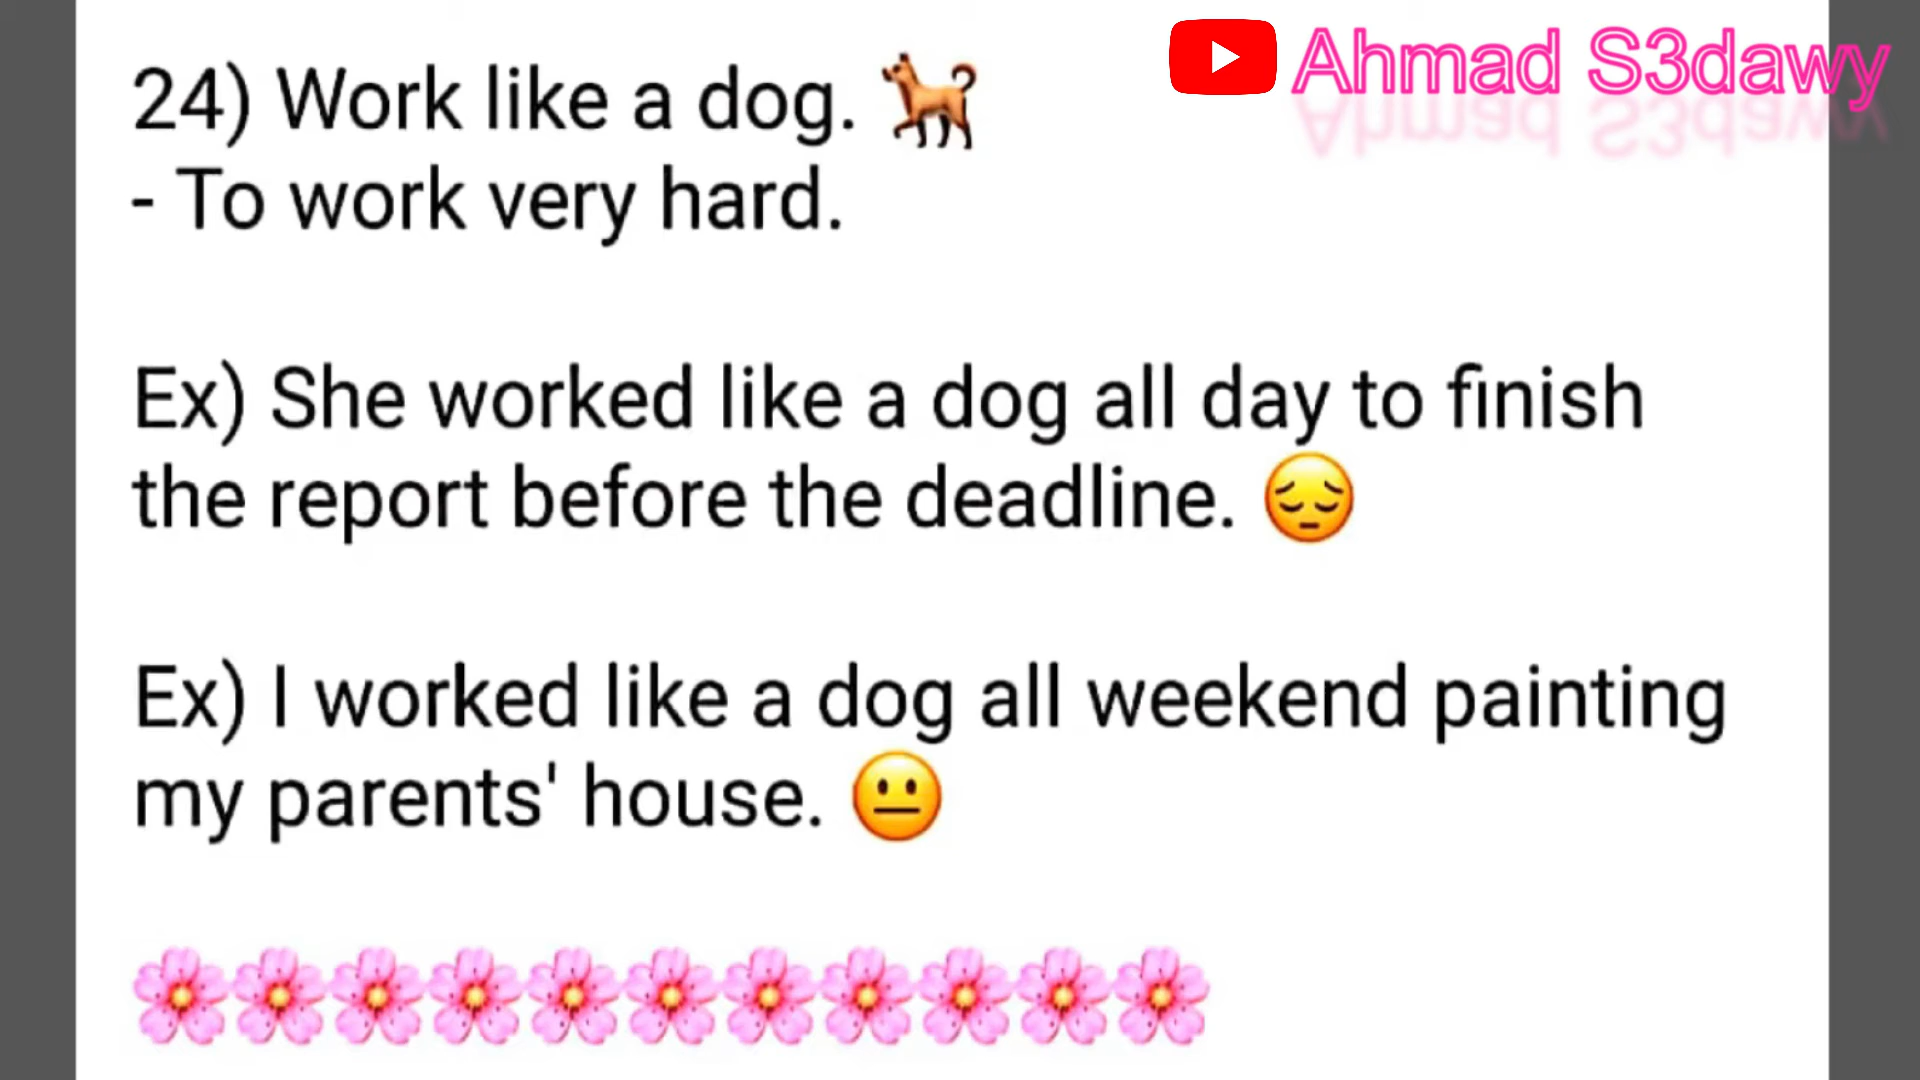 Ahmad S3dawy
24) Work like a dog. 🐕
- To work very hard.
Ex) She worked like a dog all day to finish
the report before the deadline. 😔
Ex) I worked like a dog all weekend painting
my parents' house. 😐
🌸🌸🌸🌸🌸🌸🌸🌸🌸🌸🌸